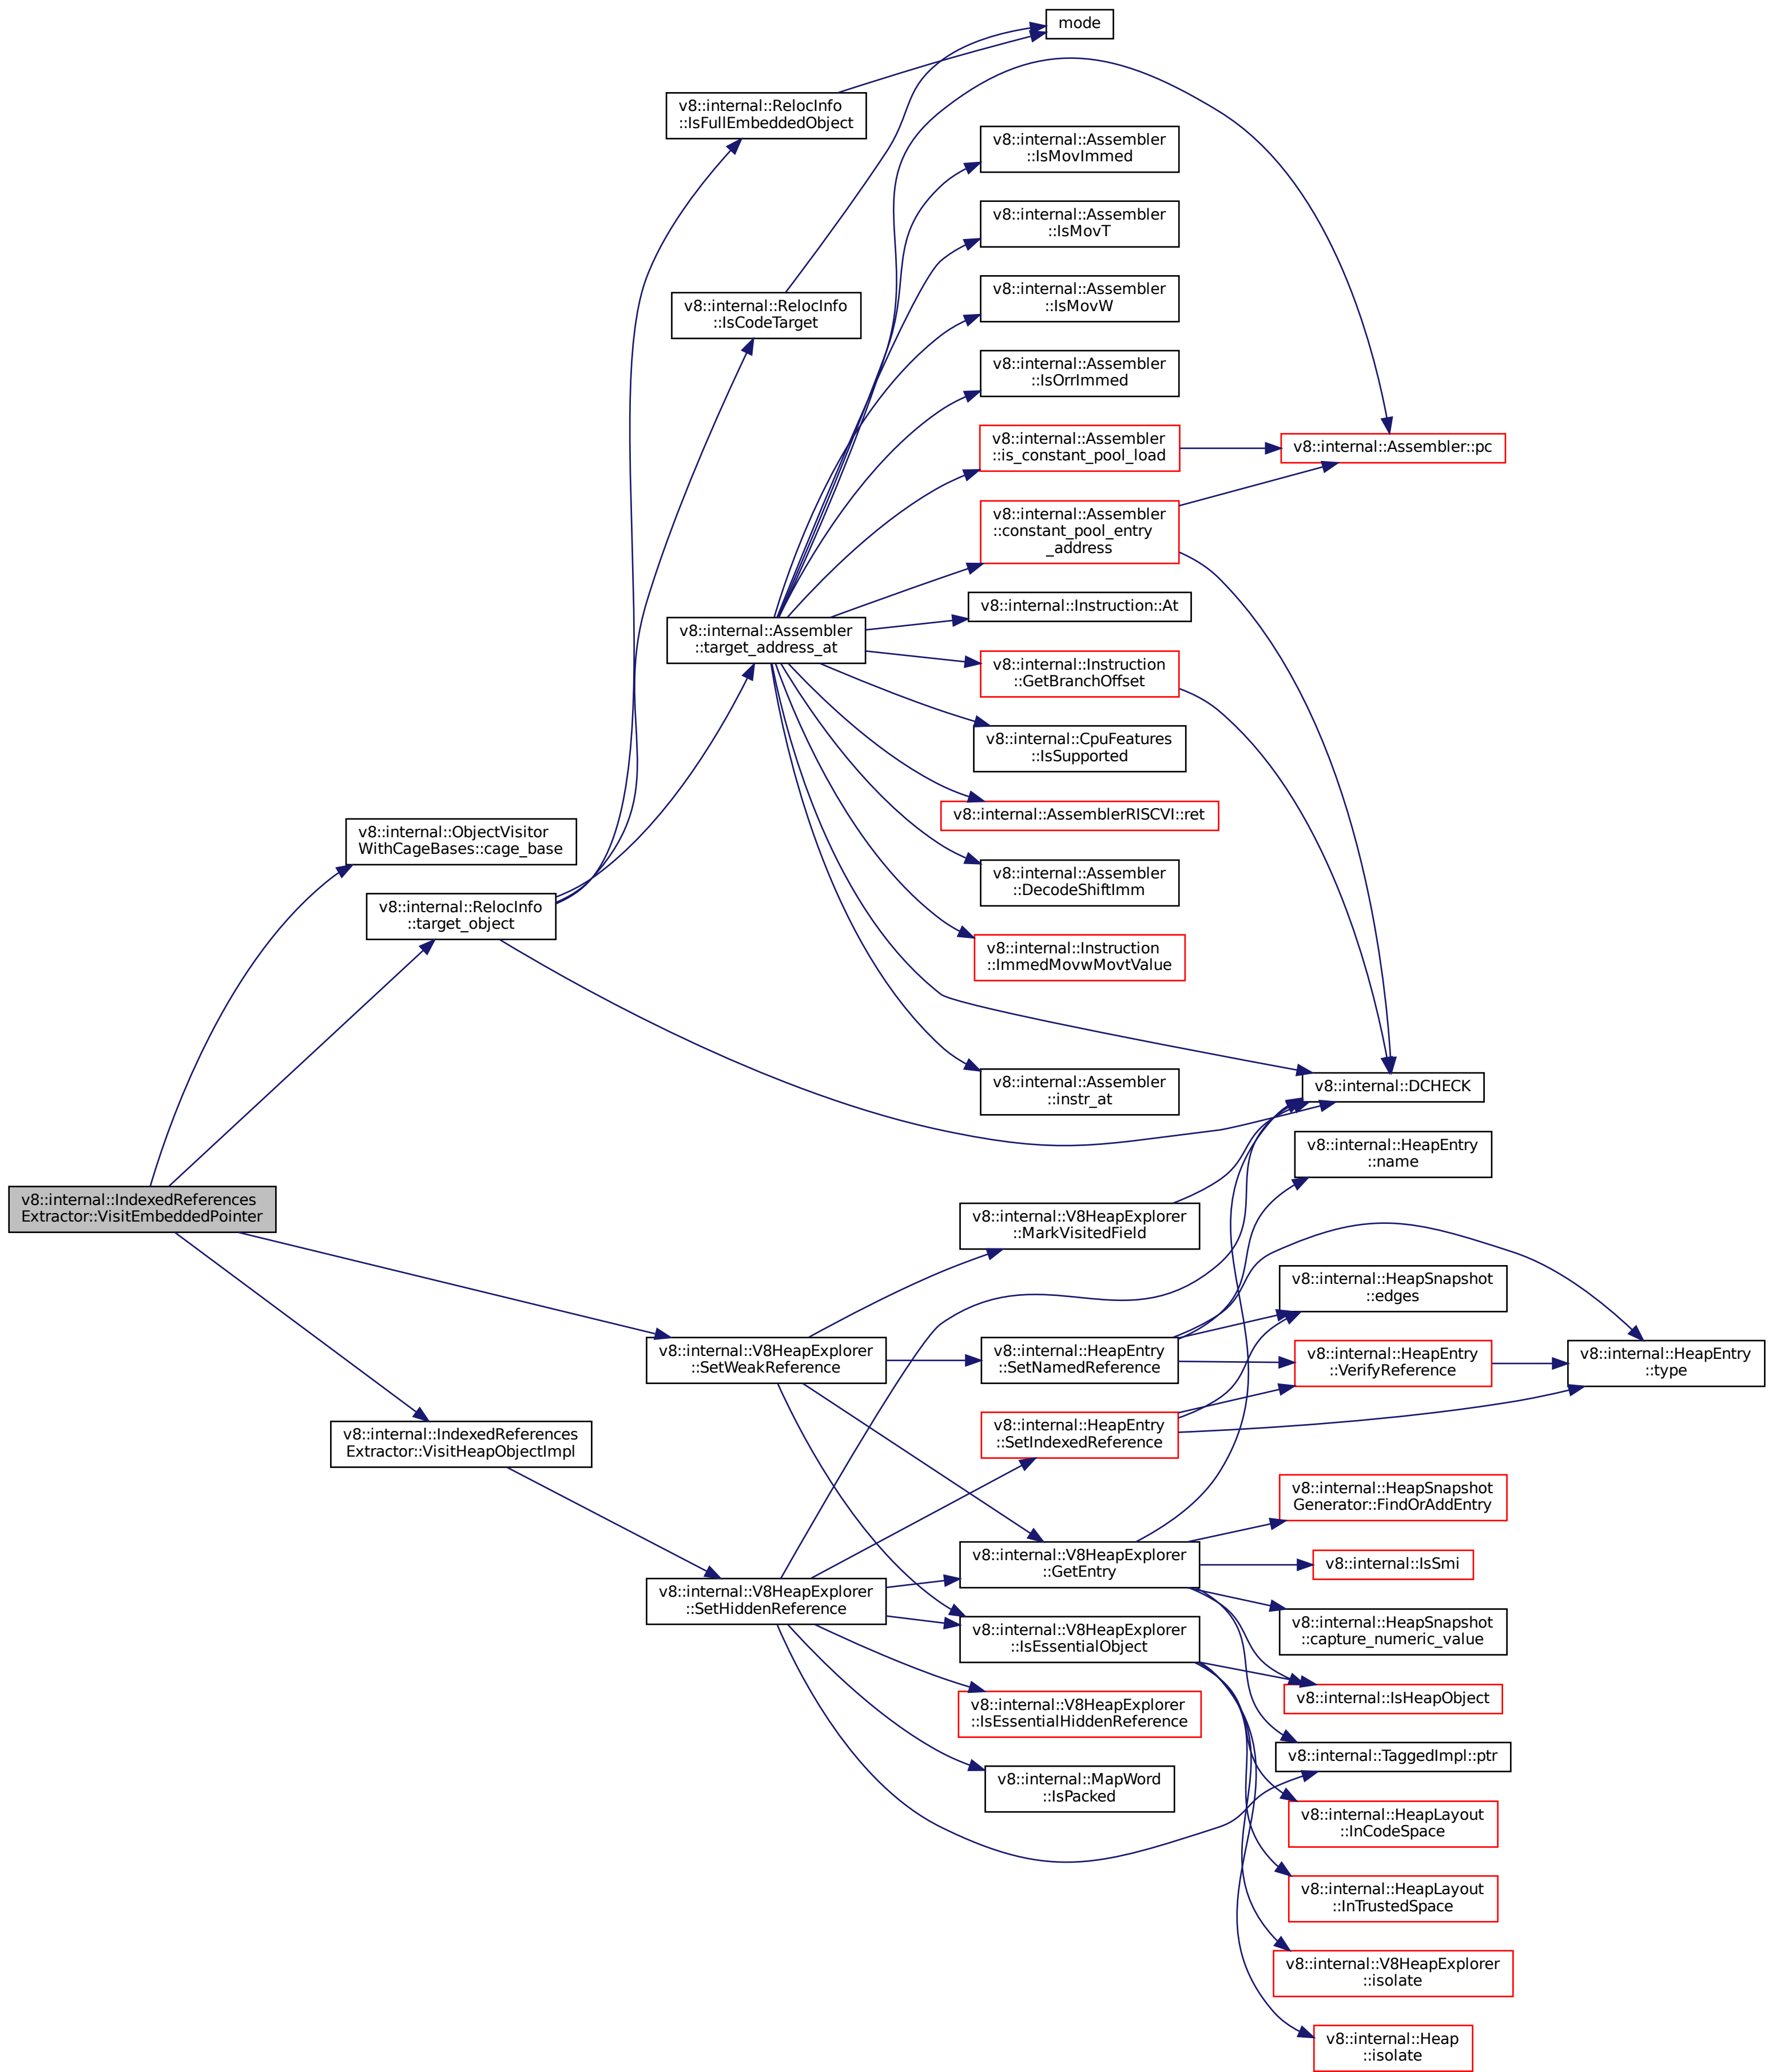 mode
v8::internal::RelocInfo
::IsFullEmbeddedObject
v8::internal::Assembler
::IsMovImmed
v8::internal::Assembler
::IsMovT
v8::internal::RelocInfo
::IsCodeTarget
v8::internal::Assembler
::IsMovW
v8::internal::Assembler
::IsOrrImmed
v8::internal::Assembler
::is_constant_pool_load
v8::internal::Assembler::pc
v8::internal::Assembler
::constant_pool_entry
_address
v8::internal::Instruction::At
v8::internal::Assembler
::target_address_at
v8::internal::Instruction
::GetBranchOffset
v8::internal::CpuFeatures
::IsSupported
v8::internal::AssemblerRISCVI::ret
v8::internal::ObjectVisitor
WithCageBases::cage_base
v8::internal::Assembler
::DecodeShiftImm
v8::internal::RelocInfo
::target_object
v8::internal::Instruction
::ImmedMovwMovtValue
v8::internal::Assembler
::instr_at
v8::internal::DCHECK
v8::internal::HeapEntry
::name
v8::internal::IndexedReferences
Extractor::VisitEmbeddedPointer
v8::internal::V8HeapExplorer
::MarkVisitedField
v8::internal::HeapSnapshot
::edges
v8::internal::V8HeapExplorer
::SetWeakReference
v8::internal::HeapEntry
::SetNamedReference
v8::internal::HeapEntry
::VerifyReference
v8::internal::HeapEntry
::type
v8::internal::IndexedReferences
Extractor::VisitHeapObjectImpl
v8::internal::HeapEntry
::SetIndexedReference
v8::internal::HeapSnapshot
Generator::FindOrAddEntry
v8::internal::V8HeapExplorer
::GetEntry
v8::internal::IsSmi
v8::internal::V8HeapExplorer
::SetHiddenReference
v8::internal::V8HeapExplorer
::IsEssentialObject
v8::internal::HeapSnapshot
::capture_numeric_value
v8::internal::V8HeapExplorer
::IsEssentialHiddenReference
v8::internal::IsHeapObject
v8::internal::TaggedImpl::ptr
v8::internal::MapWord
::IsPacked
v8::internal::HeapLayout
::InCodeSpace
v8::internal::HeapLayout
::InTrustedSpace
v8::internal::V8HeapExplorer
::isolate
v8::internal::Heap
::isolate